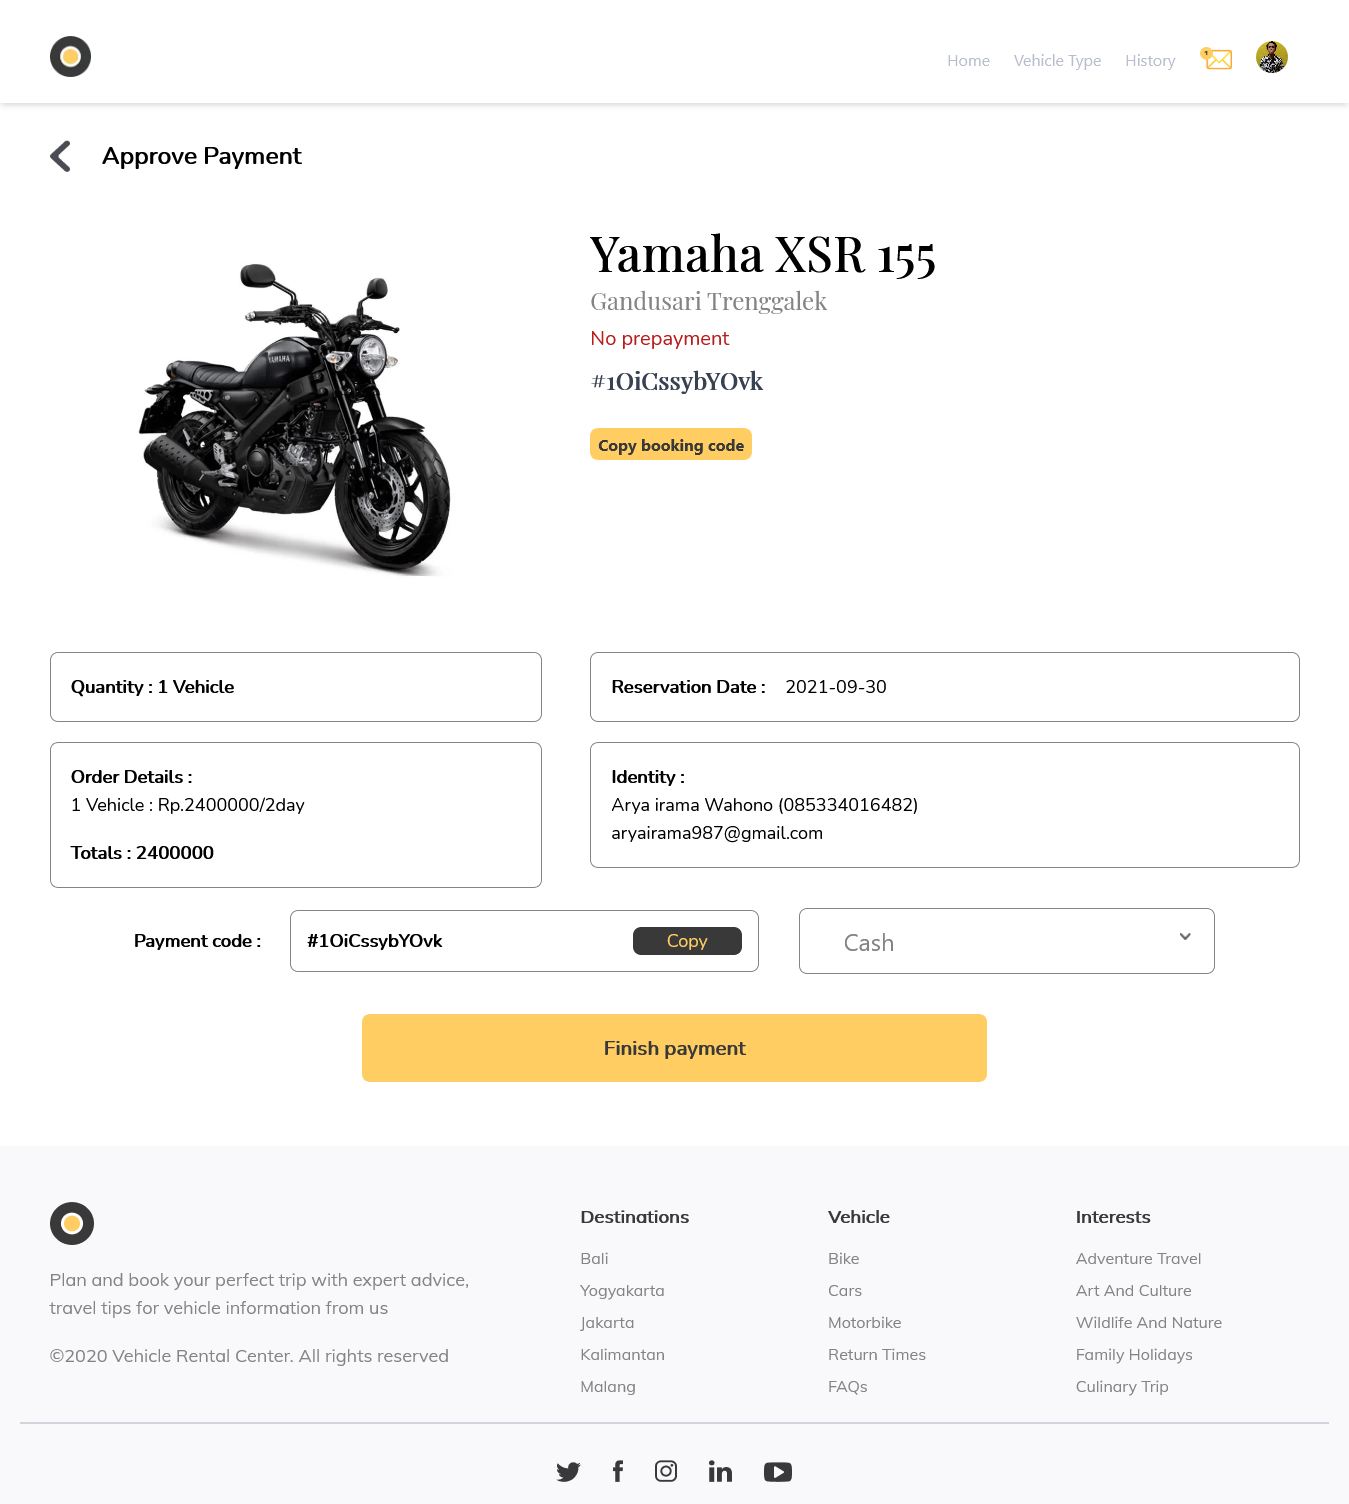 Home Vehicle Type History 1
Approve Payment
Yamaha XSR 155
Gandusari Trenggalek
No prepayment
#1OiCssybYOvk
Copy booking code
YAMAHA
Quantity : 1 Vehicle
Reservation Date : 2021-09-30
Order Details :
1 Vehicle : Rp.2400000/2day
Totals : 2400000
Identity :
Arya irama Wahono (085334016482)
aryairama987@gmail.com
Payment code : #1OiCssybYOvk Copy Cash
Finish payment
Plan and book your perfect trip with expert advice,
travel tips for vehicle information from us
©2020 Vehicle Rental Center. All rights reserved
Destinations
Bali
Yogyakarta
Jakarta
Kalimantan
Malang
Vehicle
Bike
Cars
Motorbike
Return Times
FAQs
Interests
Adventure Travel
Art And Culture
Wildlife And Nature
Family Holidays
Culinary Trip